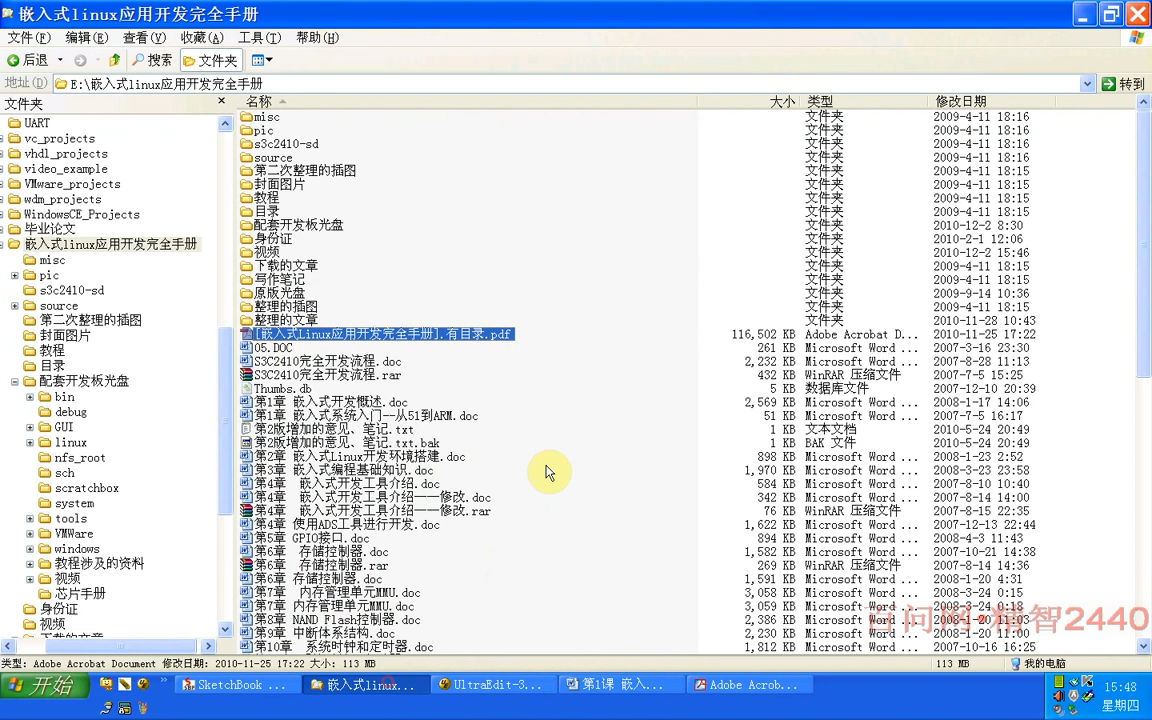 嵌入式linux应用开发完全手册
文件(F) 编辑(E) 查看(V) 收藏(A) 工具(T) 帮助(H)
后退 搜索 文件夹
地址(D) E:\嵌入式linux应用开发完全手册 转到
文件夹
UART
vc_projects
vhdl_projects
video_example
VMware_projects
wdm_projects
WindowsCE_Projects
毕业论文
嵌入式linux应用开发完全手册
misc
pic
s3c2410-sd
source
第二次整理的插图
封面图片
教程
目录
配套开发板光盘
bin
debug
GUI
linux
nfs_root
sch
scratchbox
system
tools
VMWare
windows
教程涉及的资料
视频
芯片手册
身份证
视频
下载的文章
名称 大小 类型 修改日期
misc 文件夹 2009-4-11 18:16
pic 文件夹 2009-4-11 18:16
s3c2410-sd 文件夹 2009-4-11 18:16
source 文件夹 2009-4-11 18:16
第二次整理的插图 文件夹 2009-4-11 18:15
封面图片 文件夹 2009-4-11 18:15
教程 文件夹 2009-4-11 18:15
目录 文件夹 2009-4-11 18:15
配套开发板光盘 文件夹 2010-12-2 8:30
身份证 文件夹 2010-2-1 12:06
视频 文件夹 2010-12-2 15:46
下载的文章 文件夹 2009-4-11 18:15
写作笔记 文件夹 2009-4-11 18:15
原版光盘 文件夹 2009-9-14 10:36
整理的插图 文件夹 2009-4-11 18:15
整理的文章 文件夹 2010-11-28 10:43
[嵌入式Linux应用开发完全手册].有目录.pdf 116,502 KB Adobe Acrobat D... 2010-11-25 17:22
05.DOC 261 KB Microsoft Word ... 2007-3-16 23:30
S3C2410完全开发流程.doc 2,232 KB Microsoft Word ... 2007-8-28 11:13
S3C2410完全开发流程.rar 432 KB WinRAR 压缩文件 2007-7-5 15:25
Thumbs.db 5 KB 数据库文件 2007-12-10 20:39
第1章 嵌入式开发概述.doc 2,569 KB Microsoft Word ... 2008-1-17 14:06
第1章 嵌入式系统入门--从51到ARM.doc 51 KB Microsoft Word ... 2007-7-5 16:17
第2版增加的意见、笔记.txt 1 KB 文本文档 2010-5-24 20:49
第2版增加的意见、笔记.txt.bak 1 KB BAK 文件 2010-5-24 20:49
第2章 嵌入式Linux开发环境搭建.doc 898 KB Microsoft Word ... 2008-1-23 2:52
第3章 嵌入式编程基础知识.doc 1,970 KB Microsoft Word ... 2008-3-23 23:58
第4章 嵌入式开发工具介绍.doc 584 KB Microsoft Word ... 2007-8-10 10:40
第4章 嵌入式开发工具介绍——修改.doc 342 KB Microsoft Word ... 2007-8-14 14:00
第4章 嵌入式开发工具介绍——修改.rar 76 KB WinRAR 压缩文件 2007-8-15 22:35
第4章 使用ADS工具进行开发.doc 1,622 KB Microsoft Word ... 2007-12-13 22:44
第5章 GPIO接口.doc 894 KB Microsoft Word ... 2008-4-3 11:43
第6章 存储控制器.doc 1,582 KB Microsoft Word ... 2007-10-21 14:38
第6章 存储控制器.rar 269 KB WinRAR 压缩文件 2007-8-14 14:36
第6章 存储控制器.doc 1,591 KB Microsoft Word ... 2008-1-20 4:31
第7章 内存管理单元MMU.doc 3,058 KB Microsoft Word ... 2008-3-24 0:15
第7章 内存管理单元MMU.doc 3,059 KB Microsoft Word ... 2008-3-24 0:18
第8章 NAND Flash控制器.doc 2,386 KB Microsoft Word ... 2008-1-20 11:03
第9章 中断体系结构.doc 2,230 KB Microsoft Word ... 2008-1-20 11:00
第10章 系统时钟和定时器.doc 1,812 KB Microsoft Word ... 2007-10-16 16:25
百问网·精智2440
类型: Adobe Acrobat Document 修改日期: 2010-11-25 17:22 大小: 113 MB 113 MB 我的电脑
开始 SketchBook ... 嵌入式linux... UltraEdit-3... 第1课 嵌入... Adobe Acrob... 15:48
星期四